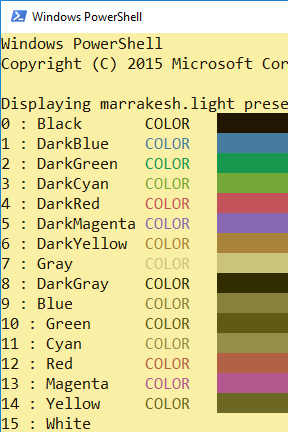 Windows PowerShell
Windows PowerShell
Copyright (C) 2015 Microsoft Cor
Displaying marrakesh.light prese
0 : Black COLOR
1 : DarkBlue COLOR
2 : DarkGreen COLOR
3 : DarkCyan COLOR
4 : DarkRed COLOR
5 : DarkMagenta COLOR
6 : DarkYellow COLOR
7 : Gray COLOR
8 : DarkGray COLOR
9 : Blue COLOR
10 : Green COLOR
11 : Cyan COLOR
12 : Red COLOR
13 : Magenta COLOR
14 : Yellow COLOR
15 : White